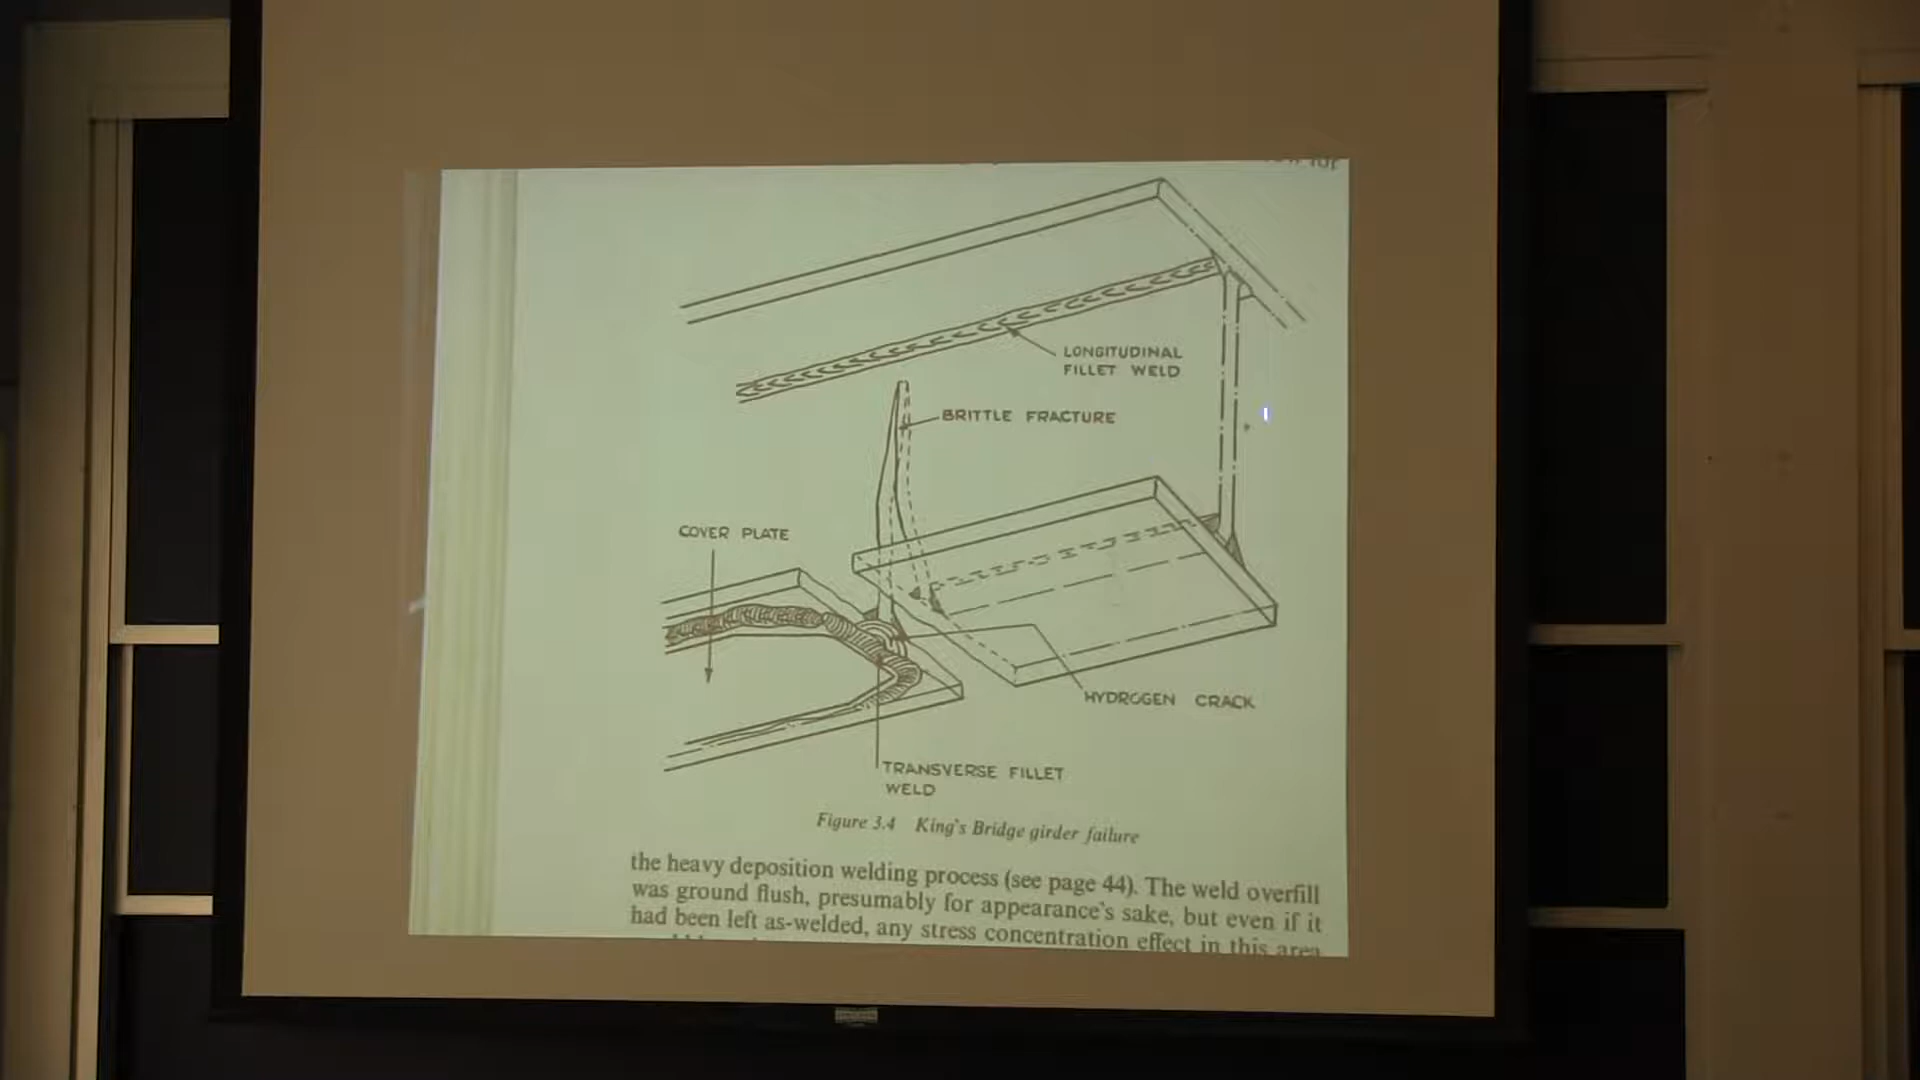 LONGITUDINAL
FILLET WELD
BRITTLE FRACTURE
COVER PLATE
HYDROGEN CRACK
TRANSVERSE FILLET
WELD
Figure 3.4 King's Bridge girder failure
the heavy deposition welding process (see page 44). The weld overfill
was ground flush, presumably for appearance's sake, but even if it
had been left as-welded, any stress concentration effect in this area